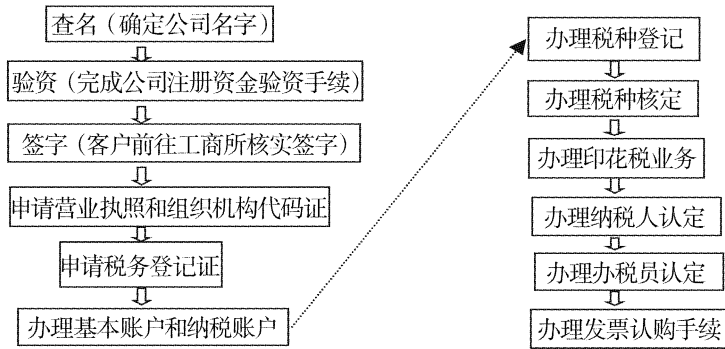 查名（确定公司名字）
验资（完成公司注册资金验资手续）
签字（客户前往工商所核实签字）
申请营业执照和组织机构代码证
申请税务登记证
办理基本账户和纳税账户
办理税种登记
办理税种核定
办理印花税业务
办理纳税人认定
办理办税员认定
办理发票认购手续